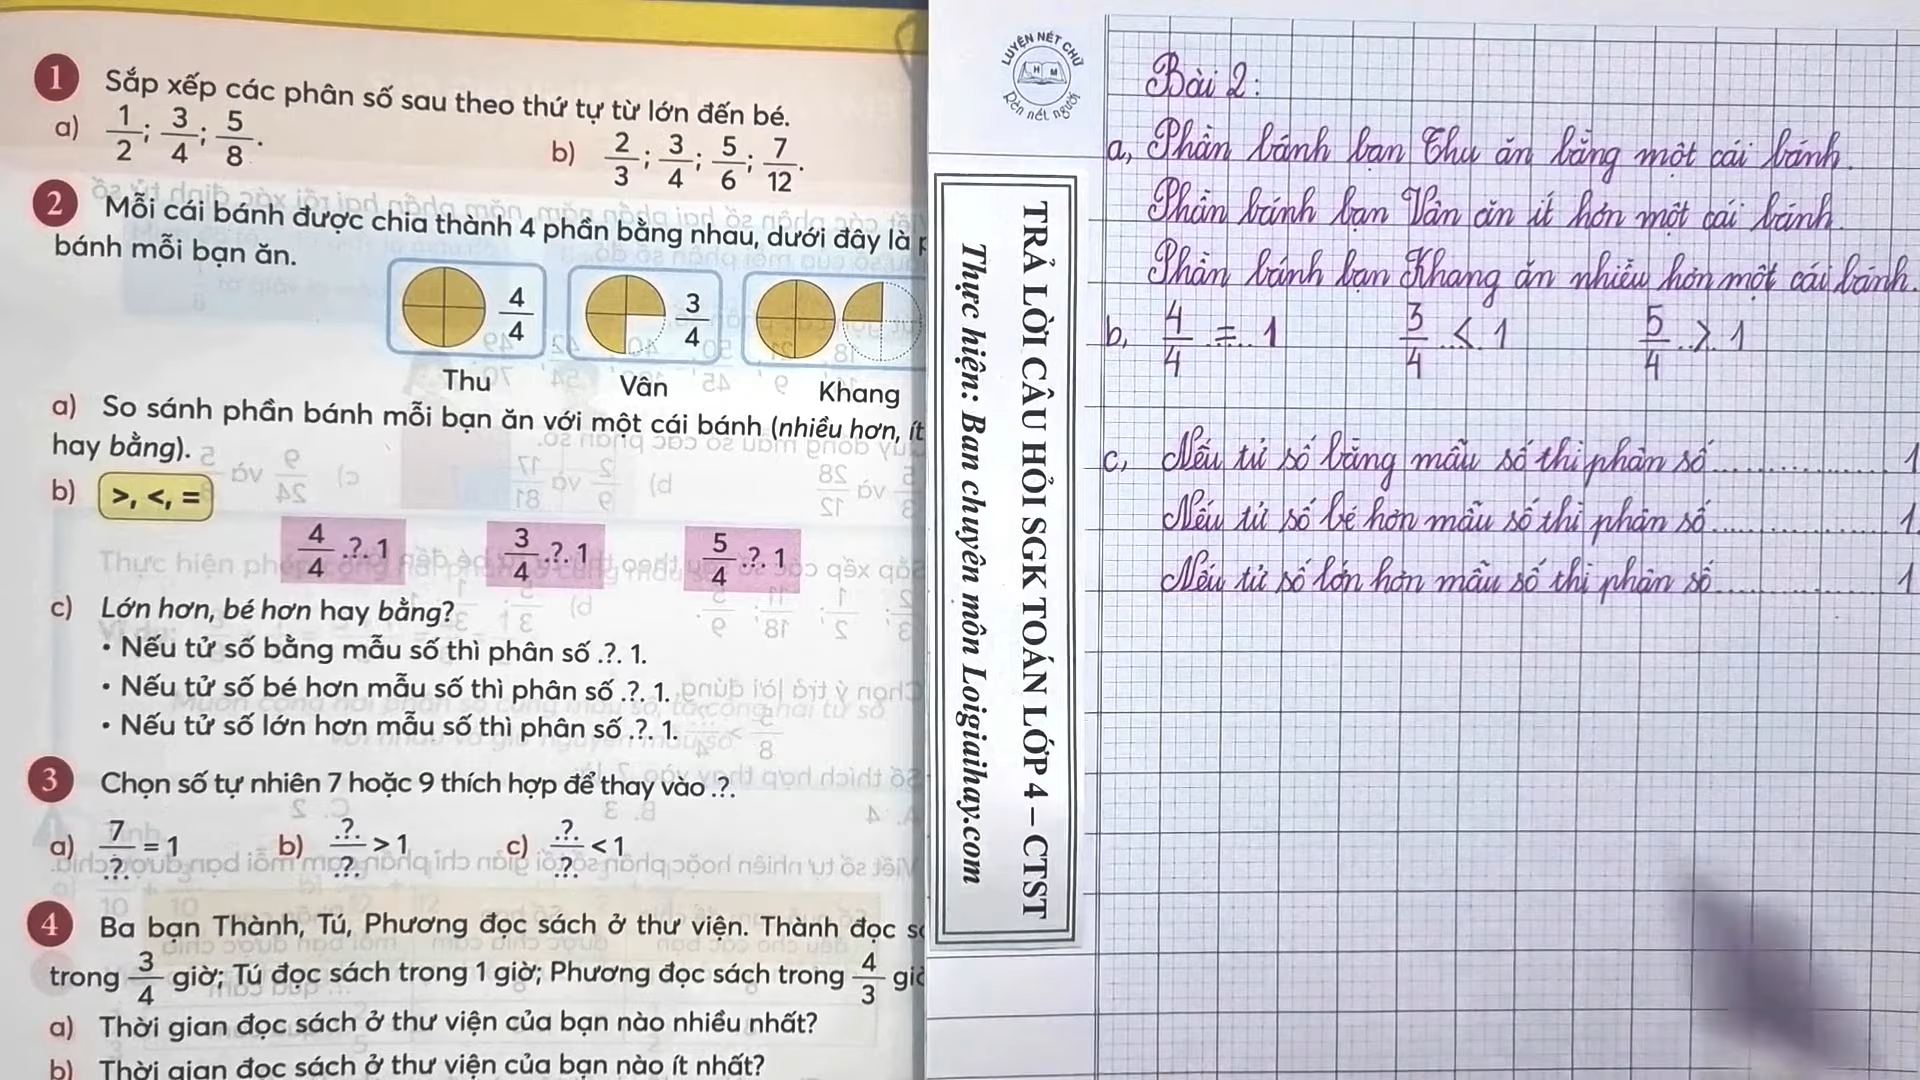 1 Sắp xếp các phân số sau theo thứ tự từ lớn đến bé.
a) 1/2; 3/4; 5/8. b) 2/3; 3/4; 5/6; 7/12.
2 Mỗi cái bánh được chia thành 4 phần bằng nhau, dưới đây là
bánh mỗi bạn ăn.
4/4 3/4
Thu Vân Khang
a) So sánh phần bánh mỗi bạn ăn với một cái bánh (nhiều hơn, ít
hay bằng).
b) >, <, =
4/4 .?. 1 3/4 .?. 1 5/4 .?. 1
c) Lớn hơn, bé hơn hay bằng?
• Nếu tử số bằng mẫu số thì phân số .?. 1.
• Nếu tử số bé hơn mẫu số thì phân số .?. 1.
• Nếu tử số lớn hơn mẫu số thì phân số .?. 1.
3 Chọn số tự nhiên 7 hoặc 9 thích hợp để thay vào .?.
a) 7/.?. = 1 b) .?./.?. > 1 c) .?./.?. < 1
4 Ba bạn Thành, Tú, Phương đọc sách ở thư viện. Thành đọc
trong 3/4 giờ; Tú đọc sách trong 1 giờ; Phương đọc sách trong 4/3
a) Thời gian đọc sách ở thư viện của bạn nào nhiều nhất?
b) Thời gian đọc sách ở thư viện của bạn nào ít nhất?
LUYỆN NÉT CHỮ
H M
Rèn nết người
TRẢ LỜI CÂU HỎI SGK TOÁN LỚP 4 – CTST
Thực hiện: Ban chuyên môn Loigiaihay.com
Bài 2:
a, Phần bánh bạn Thu ăn bằng một cái bánh.
Phần bánh bạn Vân ăn ít hơn một cái bánh.
Phần bánh bạn Khang ăn nhiều hơn một cái bánh.
b, 4/4 ..=.. 1 3/4 ..<.. 1 5/4 ..>.. 1
c, Nếu tử số bằng mẫu số thì phân số ............... 1
Nếu tử số bé hơn mẫu số thì phân số ............... 1
Nếu tử số lớn hơn mẫu số thì phân số ............... 1